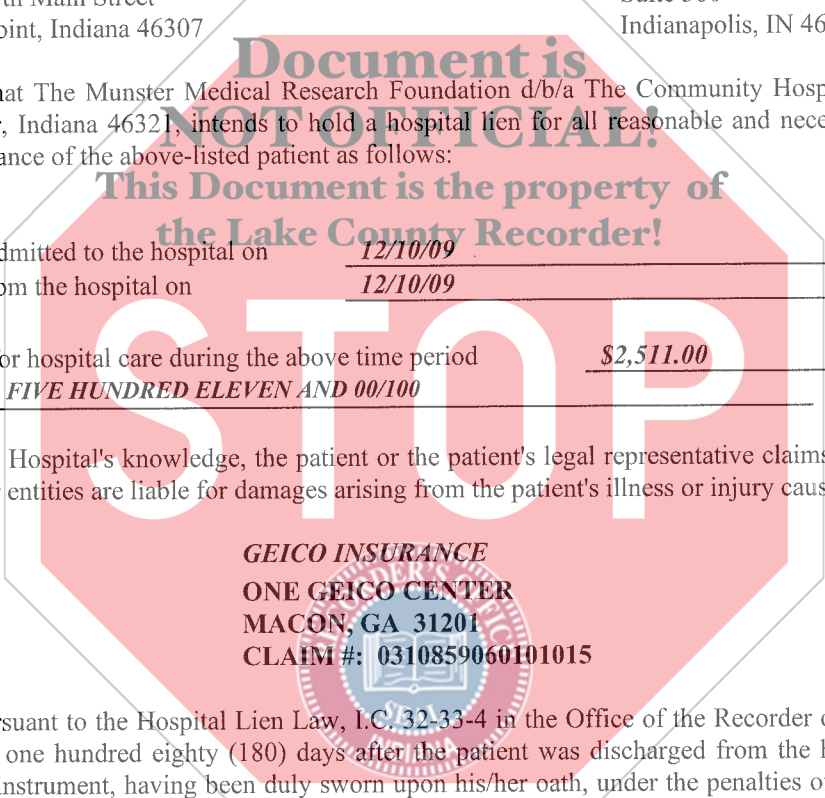 th Main Street
oint, Indiana 46307
Indianapolis, IN 46
Document is
nat The Munster Medical Research Foundation d/b/a The Community Hosp
NOT OFFICIAL!
, Indiana 46321, intends to hold a hospital lien for all reasonable and nece
ance of the above-listed patient as follows:
This Document is the property of
the Lake County Recorder!
dmitted to the hospital on 12/10/09
om the hospital on 12/10/09
STOP
or hospital care during the above time period $2,511.00
FIVE HUNDRED ELEVEN AND 00/100
Hospital's knowledge, the patient or the patient's legal representative claims
entities are liable for damages arising from the patient's illness or injury caus
GEICO INSURANCE
ONE GEICO CENTER
MACON, GA 31201
CLAIM #: 0310859060101015
RECORDER'S OFFIC
SEAL
rsuant to the Hospital Lien Law, I.C. 32-33-4 in the Office of the Recorder o
one hundred eighty (180) days after the patient was discharged from the h
instrument, having been duly sworn upon his/her oath, under the penalties o